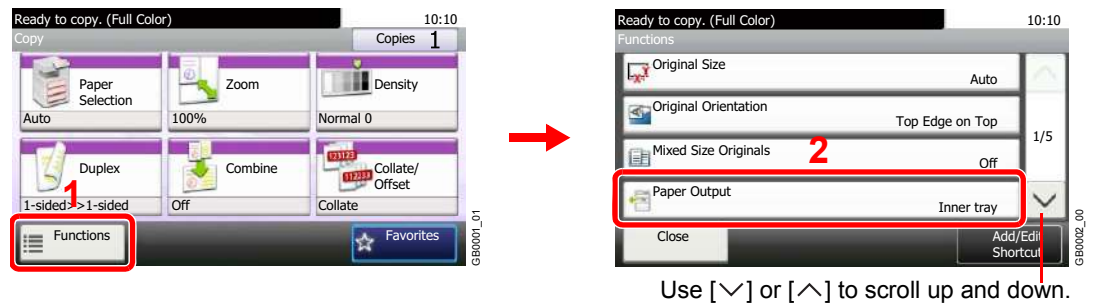 Ready to copy. (Full Color) 10:10
Copy Copies 1
Paper Selection
Auto
Zoom
100%
Density
Normal 0
Duplex
1-sided>>1-sided
Combine
Off
Collate/
Offset
Collate
1
Functions
Favorites
GB0001_01
Ready to copy. (Full Color) 10:10
Functions
Original Size
Auto
Original Orientation
Top Edge on Top
Mixed Size Originals
Off
2
Paper Output
Inner tray
1/5
Close
Add/Edit
Shortcut
GB0002_00
Use [∨] or [∧] to scroll up and down.